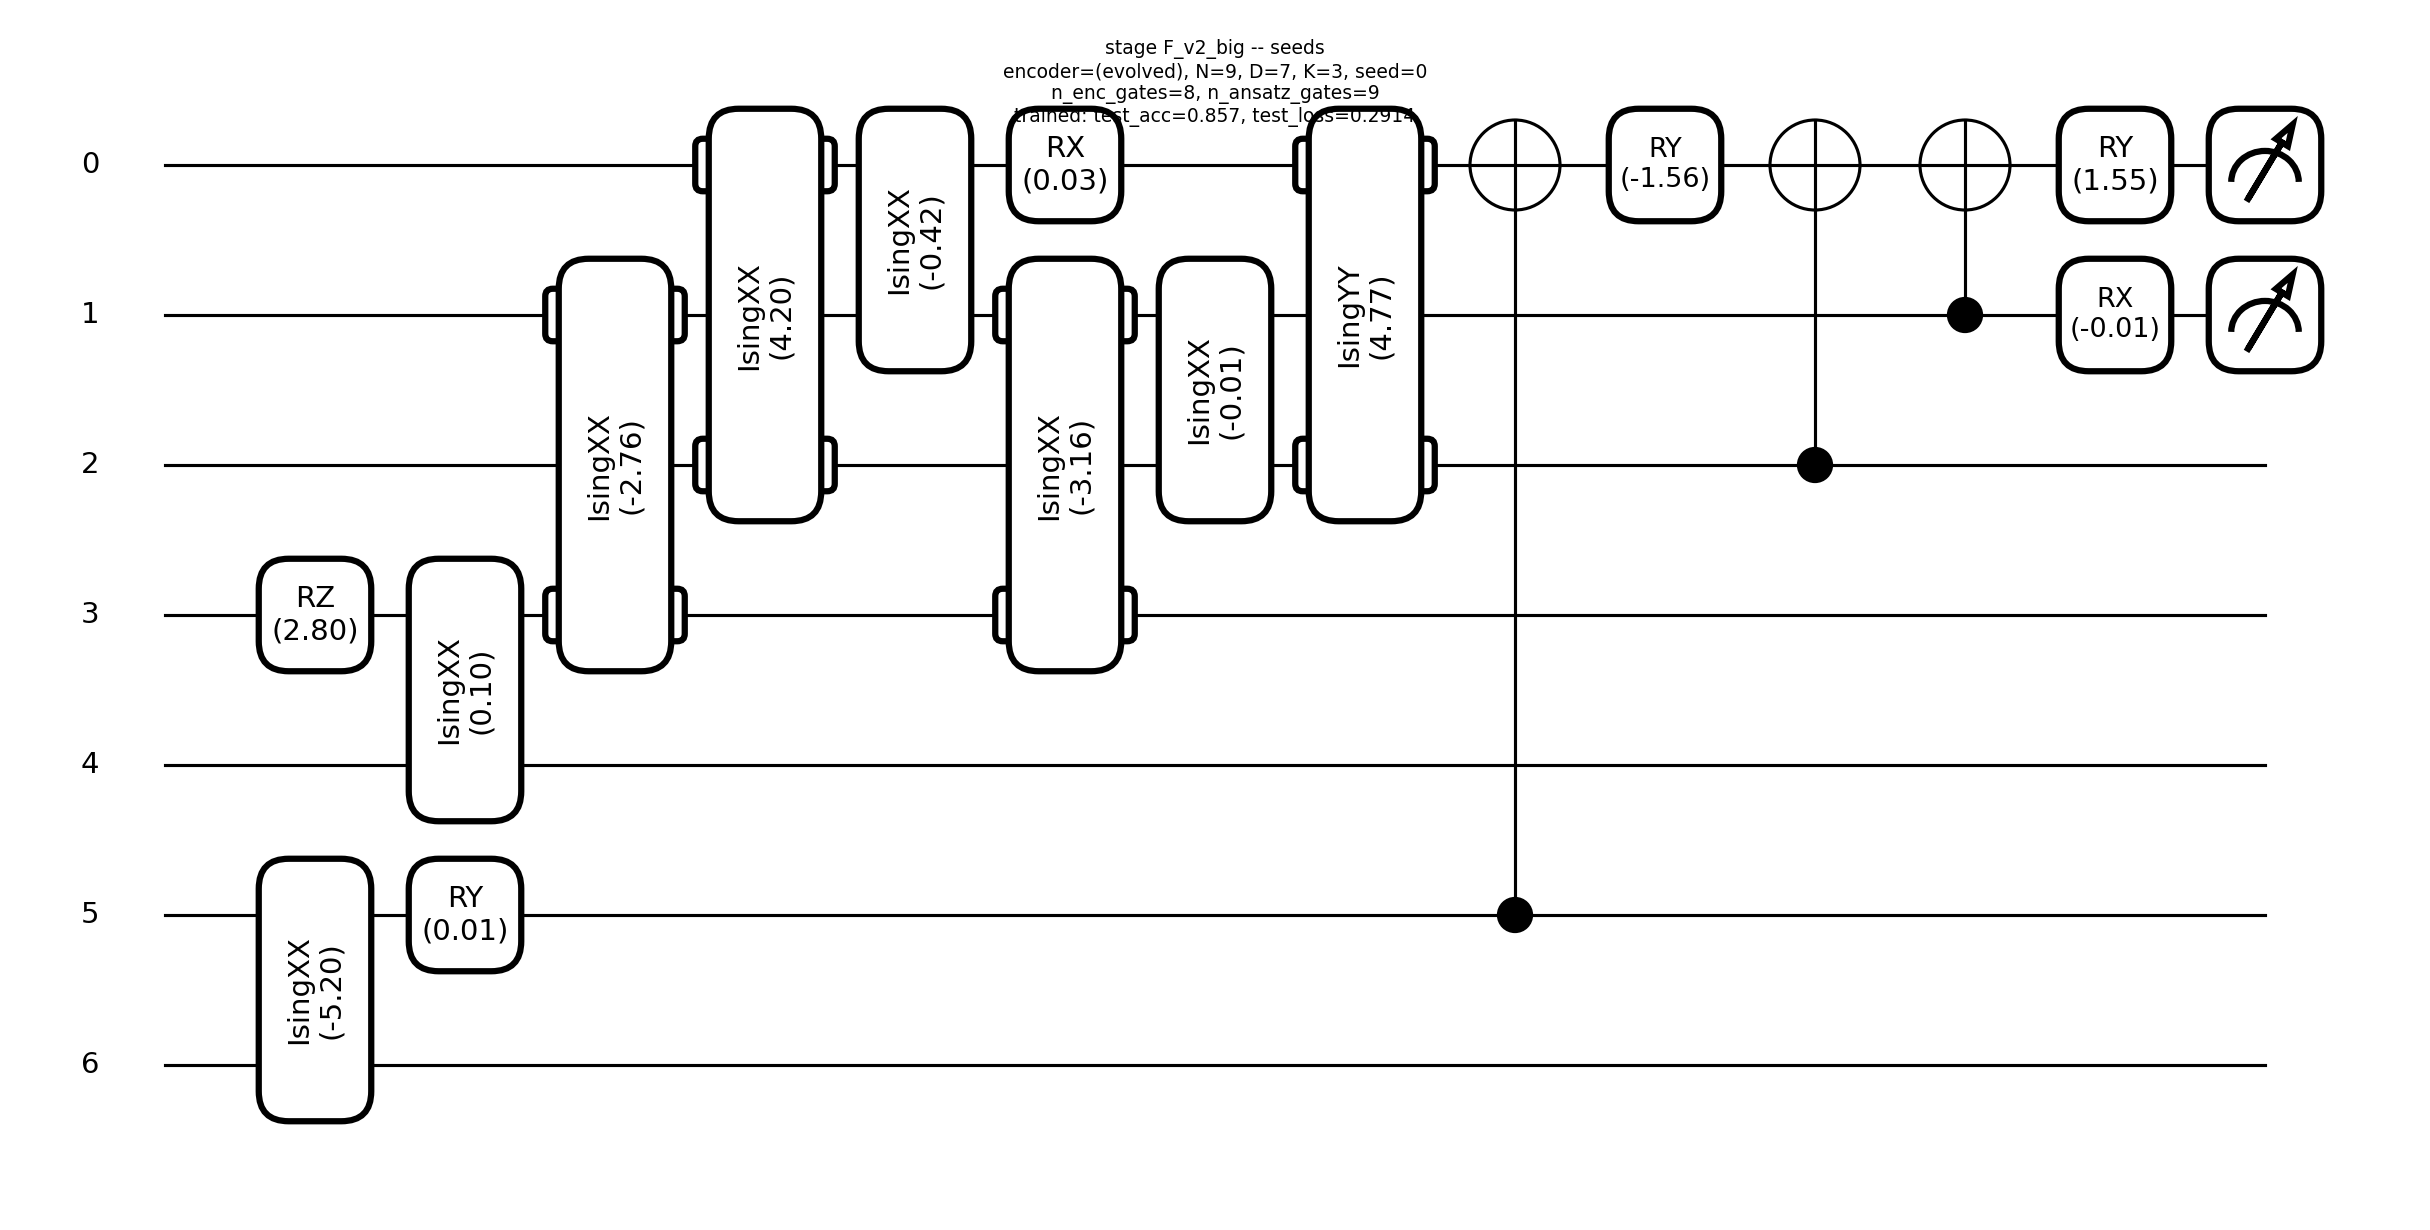 stage F_v2_big -- seeds
encoder=(evolved), N=9, D=7, K=3, seed=0
n_enc_gates=8, n_ansatz_gates=9
trained: test_acc=0.857, test_loss=0.2914
0
1
2
3
4
5
6
RZ
(2.80)
IsingXX
(-5.20)
IsingXX
(0.10)
RY
(0.01)
IsingXX
(-2.76)
IsingXX
(4.20)
IsingXX
(-0.42)
RX
(0.03)
IsingXX
(-3.16)
IsingXX
(-0.01)
IsingYY
(4.77)
RY
(-1.56)
RY
(1.55)
RX
(-0.01)